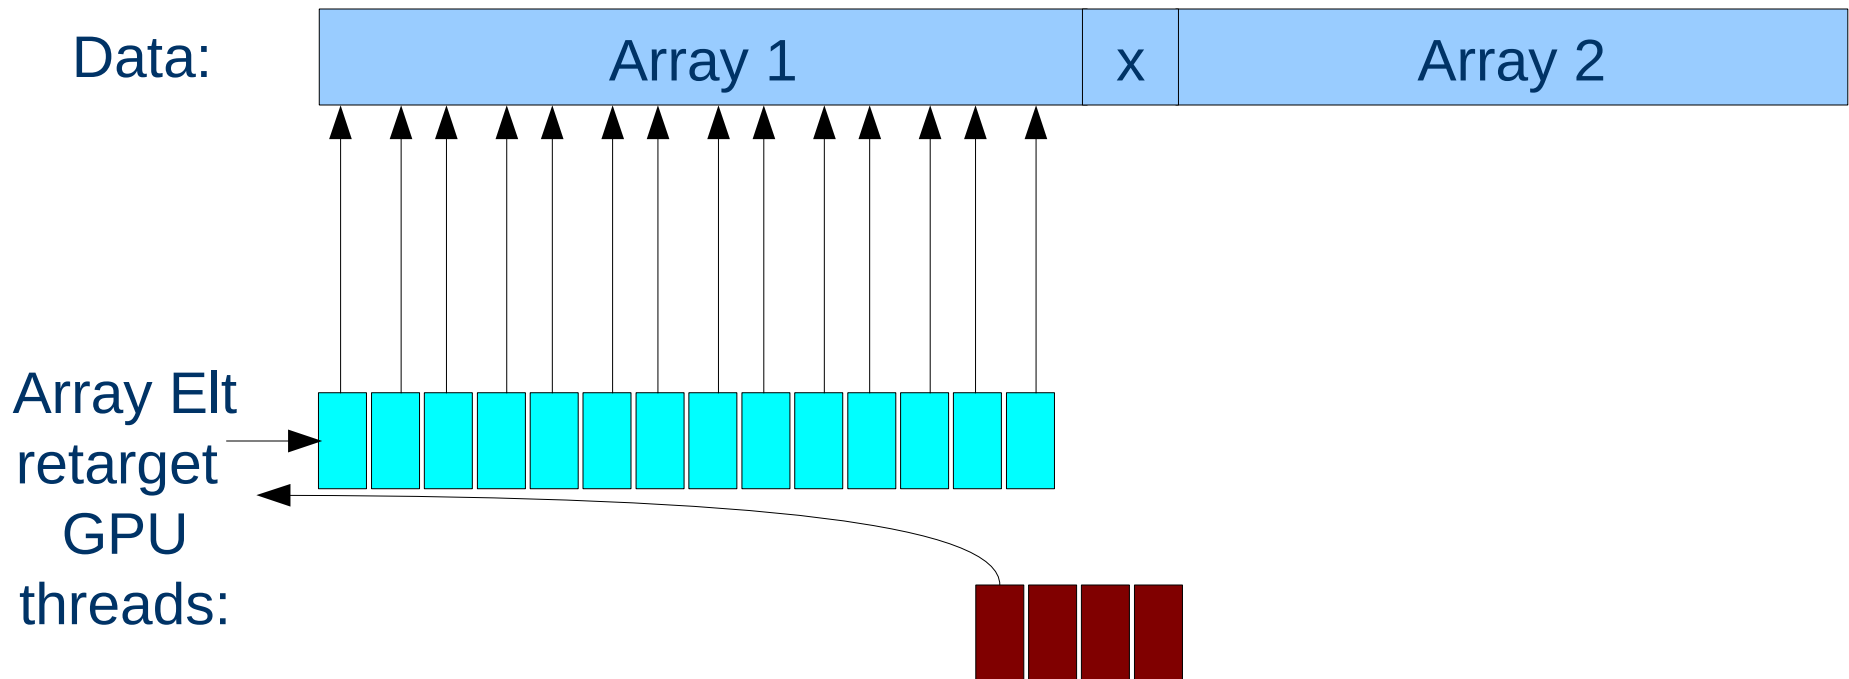 Data:
Array 1
x
Array 2
Array Elt
retarget
GPU
threads: